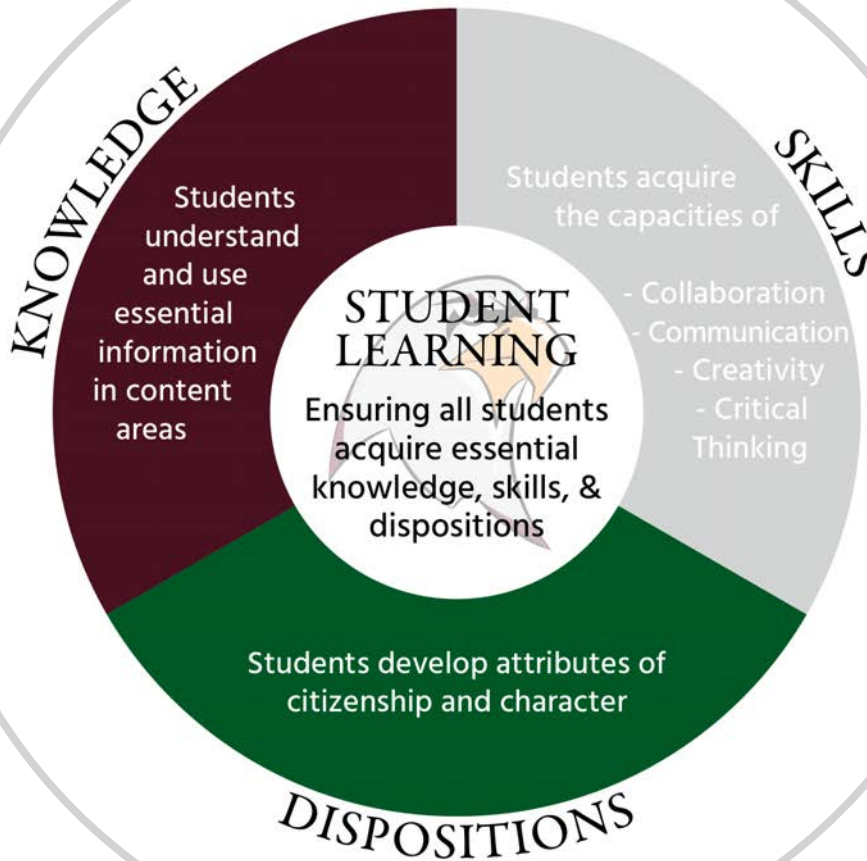 KNOWLEDGE
Students
understand
and use
essential
information
in content
areas
SKILLS
Students acquire
the capacities of
- Collaboration
- Communication
- Creativity
- Critical
Thinking
STUDENT
LEARNING
Ensuring all students
acquire essential
knowledge, skills, &
dispositions
Students develop attributes of
citizenship and character
DISPOSITIONS